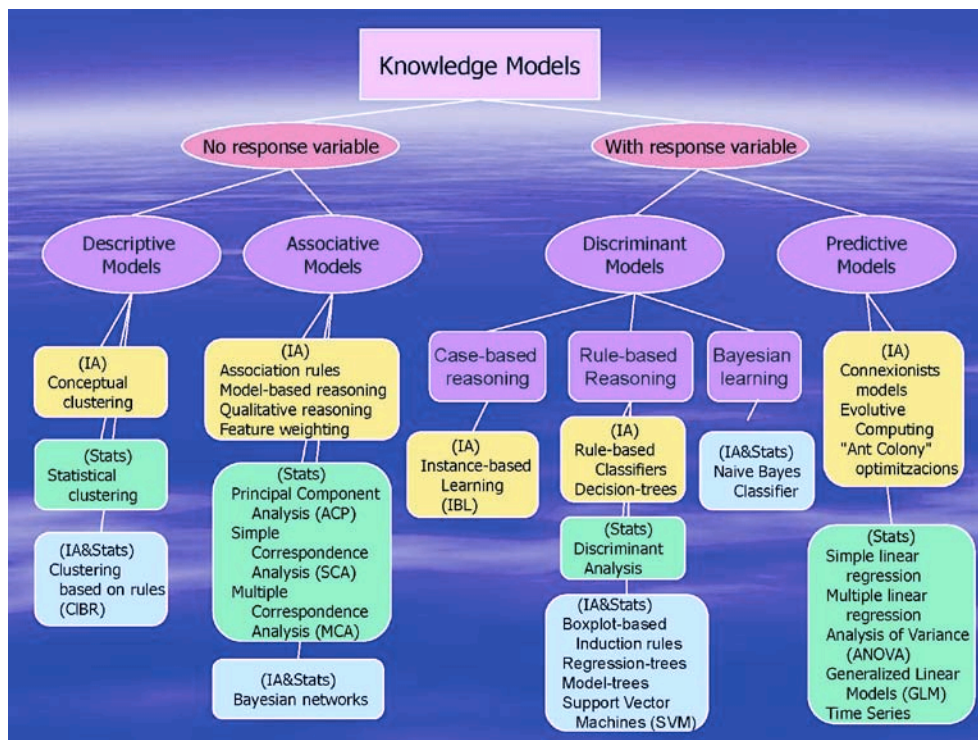 Knowledge Models
No response variable
With response variable
Descriptive
Models
Associative
Models
Discriminant
Models
Predictive
Models
Case-based
reasoning
Rule-based
Reasoning
Bayesian
learning
(IA)
Conceptual
clustering
(Stats)
Statistical
clustering
(IA&Stats)
Clustering
based on rules
(ClBR)
(IA)
Association rules
Model-based reasoning
Qualitative reasoning
Feature weighting
(Stats)
Principal Component
Analysis (ACP)
Simple
Correspondence
Analysis (SCA)
Multiple
Correspondence
Analysis (MCA)
(IA&Stats)
Bayesian networks
(IA)
Instance-based
Learning
(IBL)
(IA)
Rule-based
Classifiers
Decision-trees
(Stats)
Discriminant
Analysis
(IA&Stats)
Boxplot-based
Induction rules
Regression-trees
Model-trees
Support Vector
Machines (SVM)
(IA&Stats)
Naive Bayes
Classifier
(IA)
Connexionists
models
Evolutive
Computing
"Ant Colony"
optimitzacions
(Stats)
Simple linear
regression
Multiple linear
regression
Analysis of Variance
(ANOVA)
Generalized Linear
Models (GLM)
Time Series